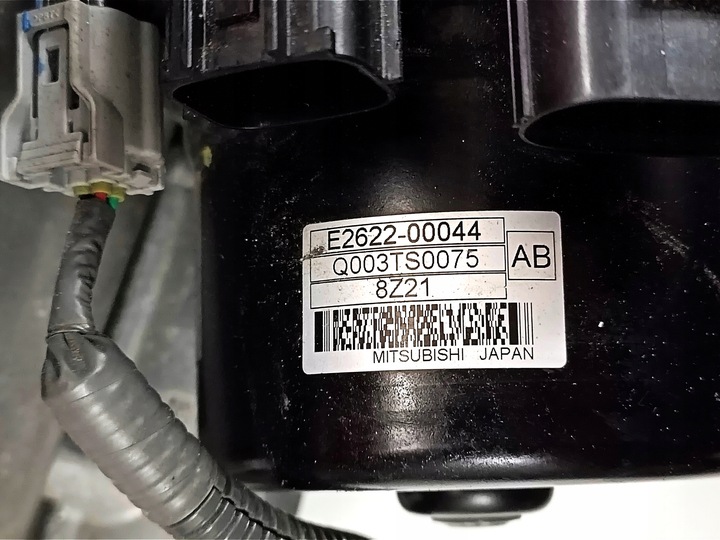 E2622-00044
Q003TS0075
AB
8Z21
MITSUBISHI JAPAN